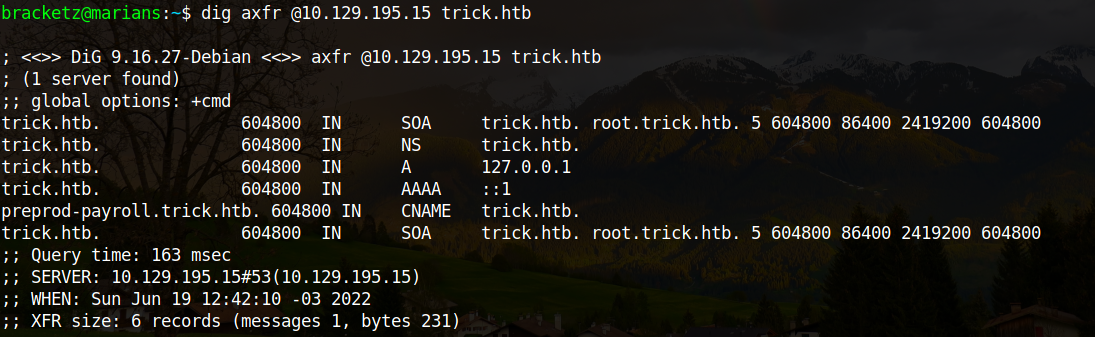 bracketz@marians:~$ dig axfr @10.129.195.15 trick.htb
; <<>> DiG 9.16.27-Debian <<>> axfr @10.129.195.15 trick.htb
; (1 server found)
;; global options: +cmd
trick.htb. 604800 IN SOA trick.htb. root.trick.htb. 5 604800 86400 2419200 604800
trick.htb. 604800 IN NS trick.htb.
trick.htb. 604800 IN A 127.0.0.1
trick.htb. 604800 IN AAAA ::1
preprod-payroll.trick.htb. 604800 IN CNAME trick.htb.
trick.htb. 604800 IN SOA trick.htb. root.trick.htb. 5 604800 86400 2419200 604800
;; Query time: 163 msec
;; SERVER: 10.129.195.15#53(10.129.195.15)
;; WHEN: Sun Jun 19 12:42:10 -03 2022
;; XFR size: 6 records (messages 1, bytes 231)